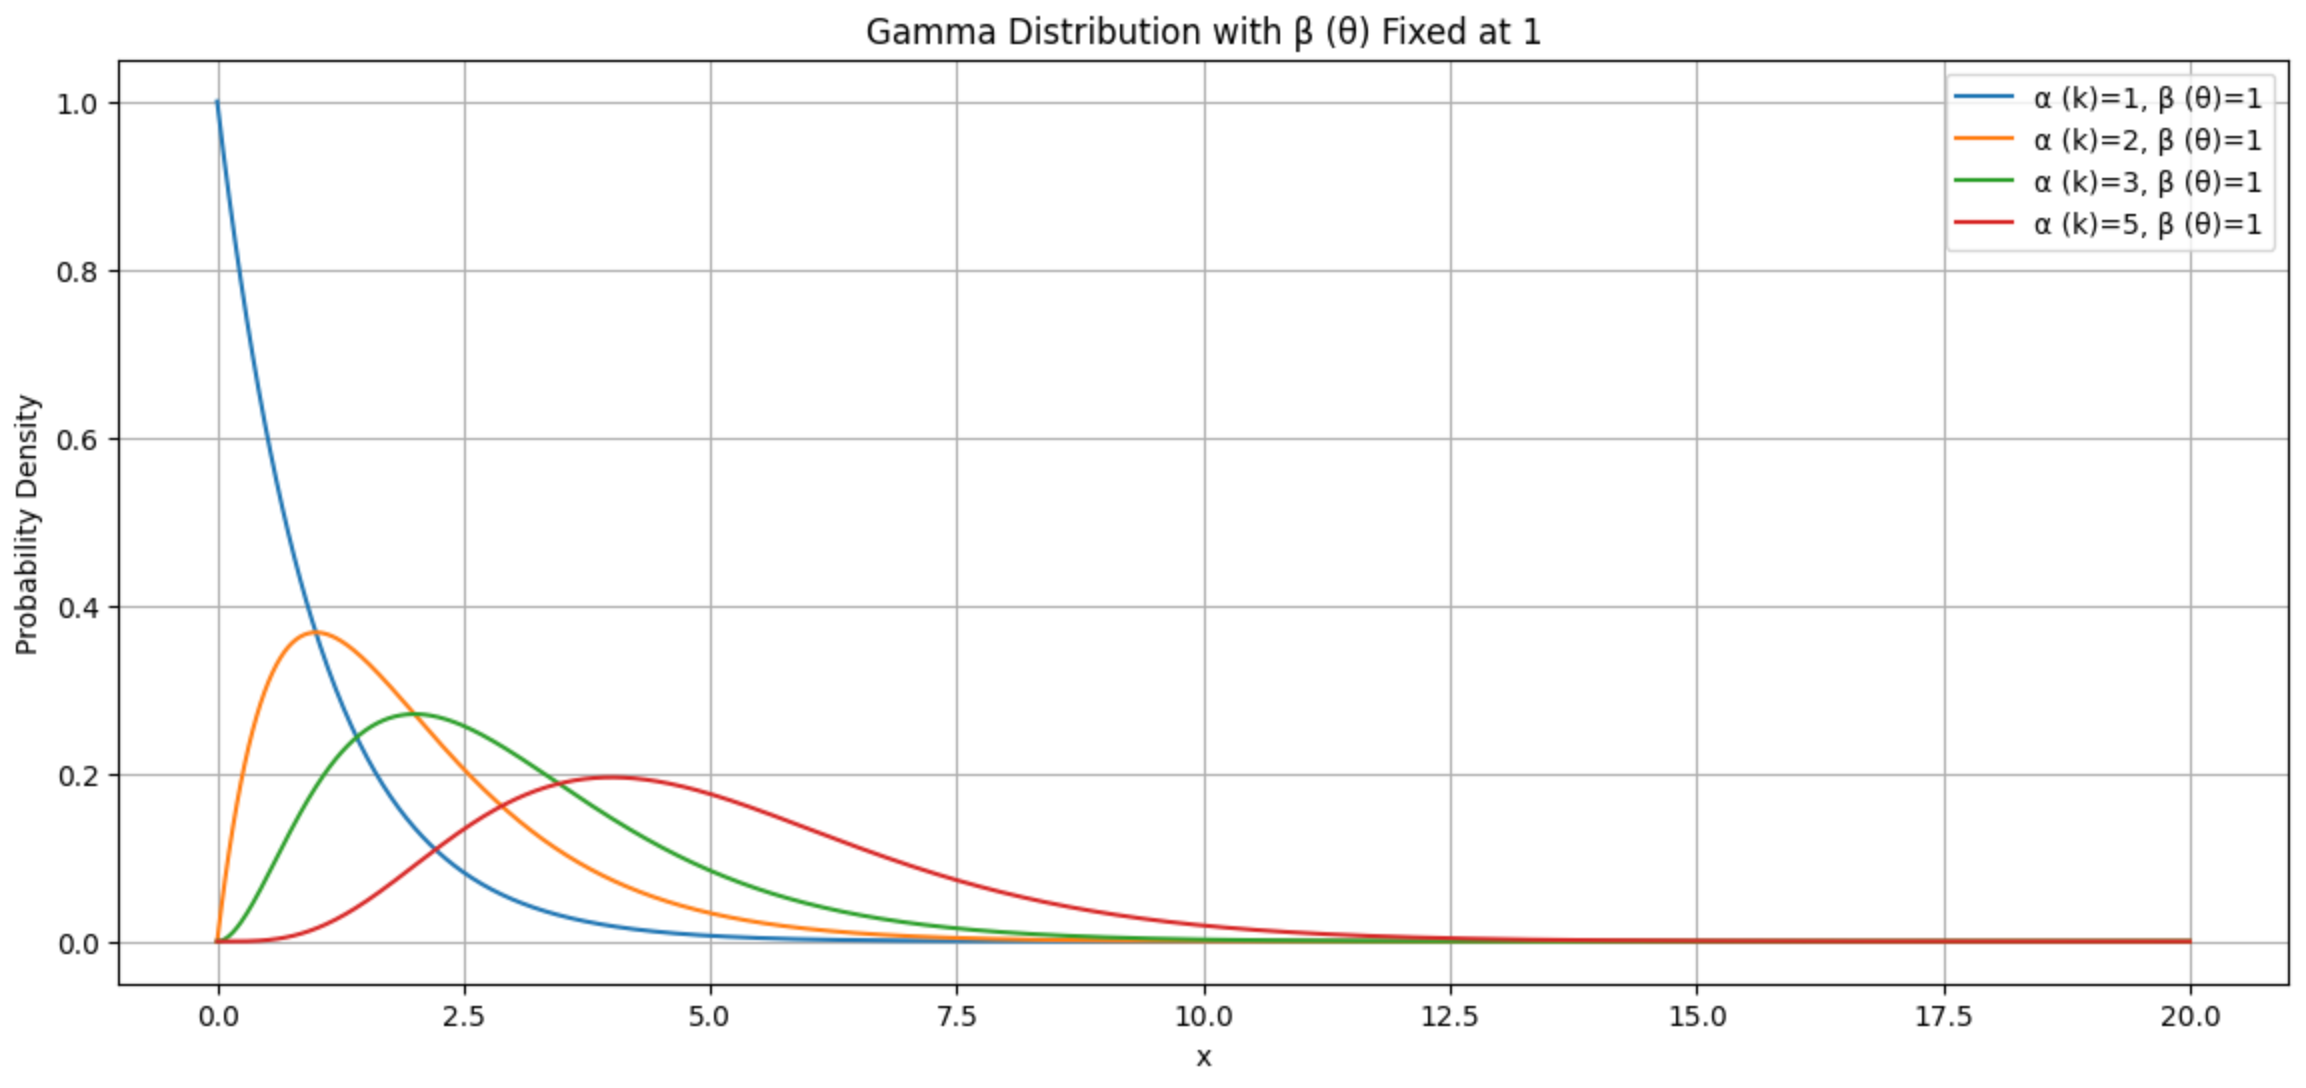 Gamma Distribution with β (θ) Fixed at 1
α (k)=1, β (θ)=1
α (k)=2, β (θ)=1
α (k)=3, β (θ)=1
α (k)=5, β (θ)=1
Probability Density
1.0
0.8
0.6
0.4
0.2
0.0
0.0 2.5 5.0 7.5 10.0 12.5 15.0 17.5 20.0
x